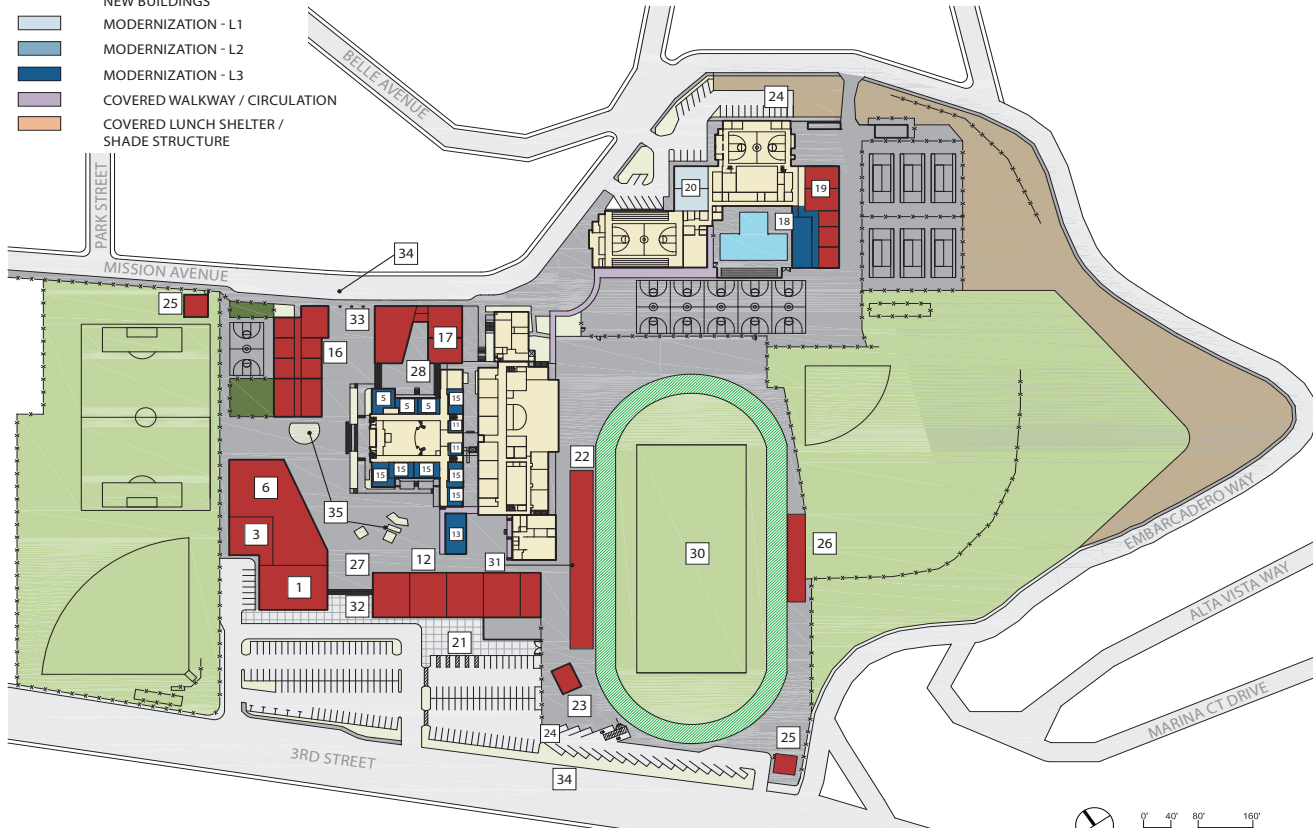 NEW BUILDINGS
MODERNIZATION - L1
MODERNIZATION - L2
MODERNIZATION - L3
COVERED WALKWAY / CIRCULATION
COVERED LUNCH SHELTER /
SHADE STRUCTURE
BELLE AVENUE
PARK STREET
MISSION AVENUE
24
20
19
18
34
25
33
16
17
28
5
5
5
15
11
11
15
15
15
15
15
22
6
35
3
13
26
30
12
31
27
1
32
21
23
24
25
34
3RD STREET
EMBARCADERO WAY
ALTA VISTA WAY
MARINA CT DRIVE
0' 40' 80' 160'